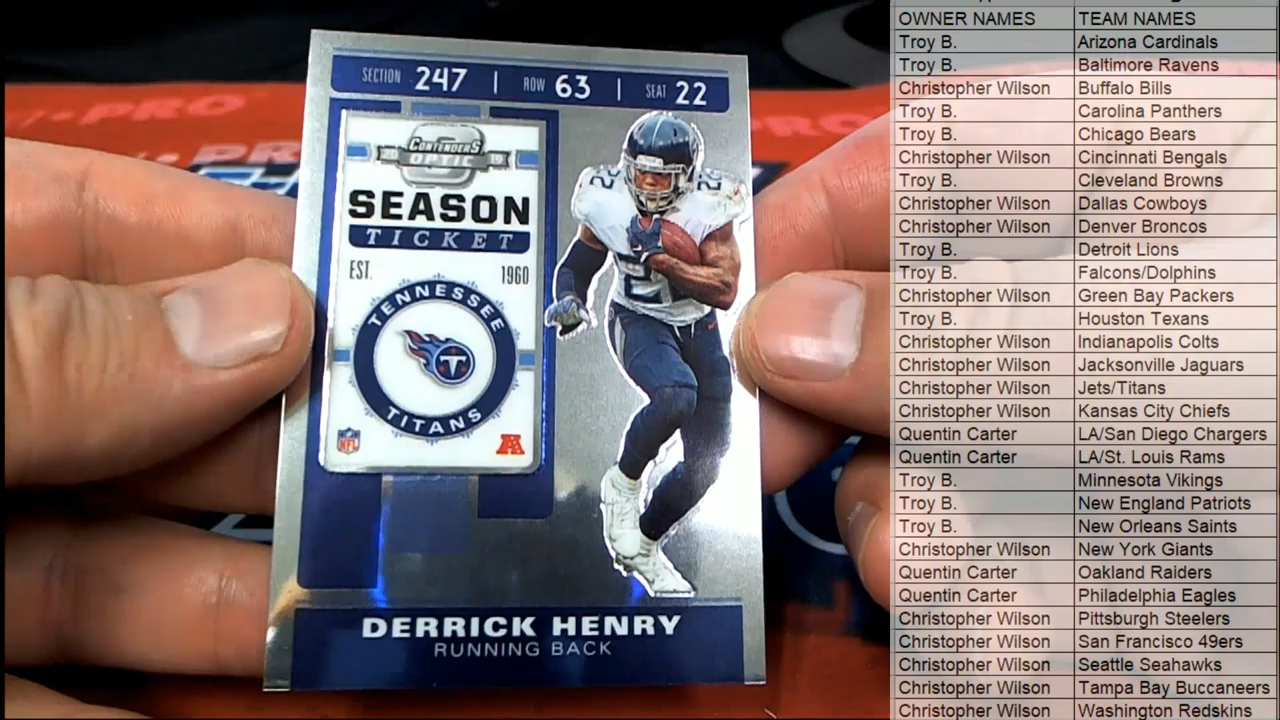 SECTION 247 | ROW 63 | SEAT 22
CONTENDERS
OPTIC
20 19
SEASON
TICKET
EST. 1960
TENNESSEE
TITANS
NFL
DERRICK HENRY
RUNNING BACK
22
PRO
PRO
OWNER NAMES TEAM NAMES
Troy B. Arizona Cardinals
Troy B. Baltimore Ravens
Christopher Wilson Buffalo Bills
Troy B. Carolina Panthers
Troy B. Chicago Bears
Christopher Wilson Cincinnati Bengals
Troy B. Cleveland Browns
Christopher Wilson Dallas Cowboys
Christopher Wilson Denver Broncos
Troy B. Detroit Lions
Troy B. Falcons/Dolphins
Christopher Wilson Green Bay Packers
Troy B. Houston Texans
Christopher Wilson Indianapolis Colts
Christopher Wilson Jacksonville Jaguars
Christopher Wilson Jets/Titans
Christopher Wilson Kansas City Chiefs
Quentin Carter LA/San Diego Chargers
Quentin Carter LA/St. Louis Rams
Troy B. Minnesota Vikings
Troy B. New England Patriots
Troy B. New Orleans Saints
Christopher Wilson New York Giants
Quentin Carter Oakland Raiders
Quentin Carter Philadelphia Eagles
Christopher Wilson Pittsburgh Steelers
Christopher Wilson San Francisco 49ers
Christopher Wilson Seattle Seahawks
Christopher Wilson Tampa Bay Buccaneers
Christopher Wilson Washington Redskins